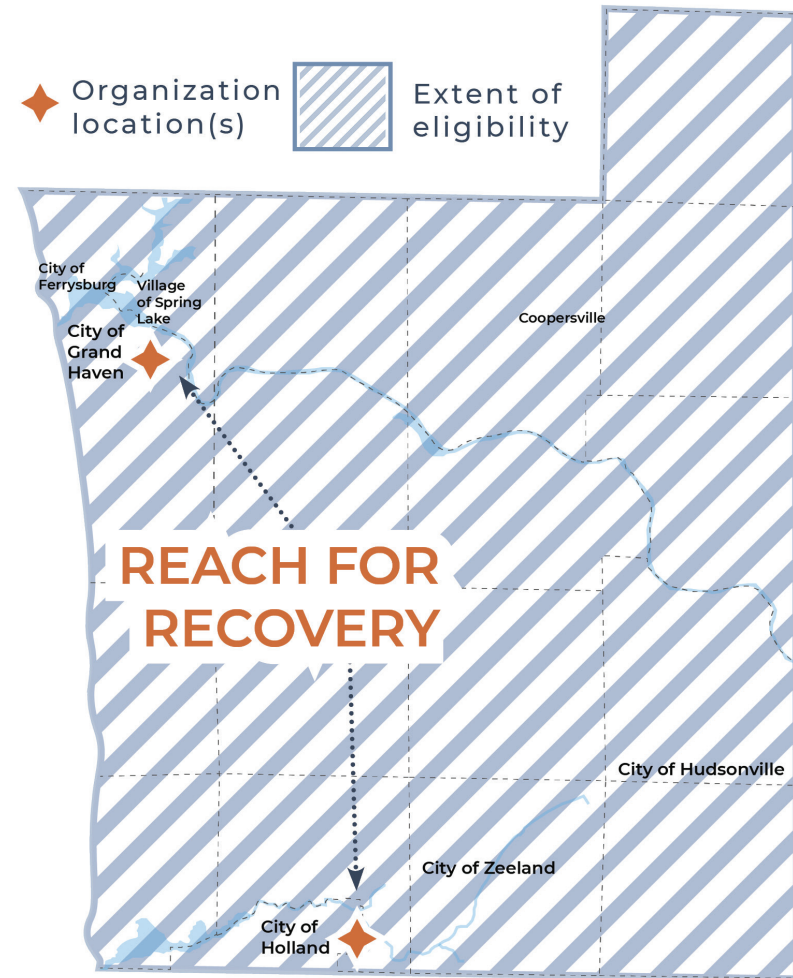 Organization
location(s)
Extent of
eligibility
City of
Ferrysburg
Village
of Spring
Lake
City of
Grand
Haven
Coopersville
REACH FOR
RECOVERY
City of Hudsonville
City of Zeeland
City of
Holland